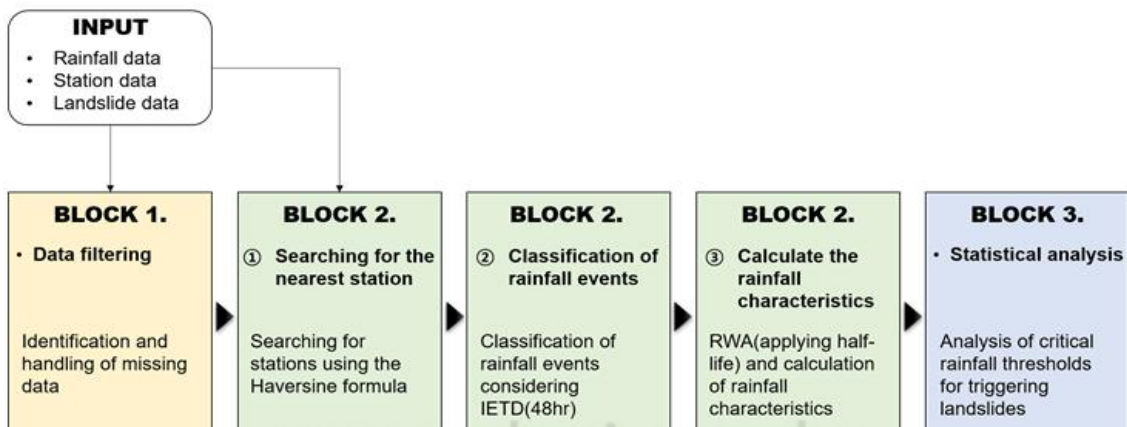 INPUT
• Rainfall data
• Station data
• Landslide data
BLOCK 1.
• Data filtering
Identification and
handling of missing
data
BLOCK 2.
① Searching for the
nearest station
Searching for
stations using the
Haversine formula
BLOCK 2.
② Classification of
rainfall events
Classification of
rainfall events
considering
IETD(48hr)
BLOCK 2.
③ Calculate the
rainfall
characteristics
RWA(applying half-
life) and calculation
of rainfall
characteristics
BLOCK 3.
• Statistical analysis
Analysis of critical
rainfall thresholds
for triggering
landslides